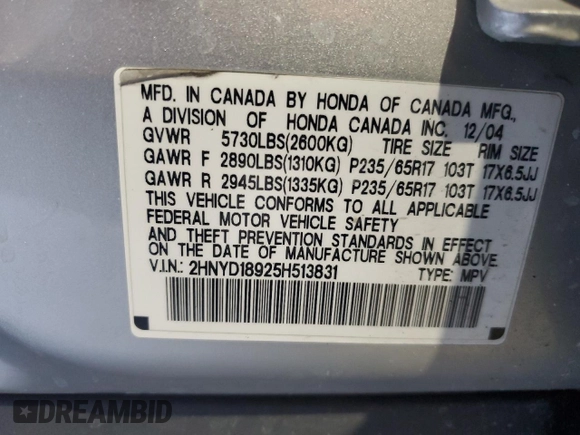 MFD. IN CANADA BY HONDA OF CANADA MFG.,
A DIVISION OF HONDA CANADA INC. 12/04
GVWR 5730LBS(2600KG) TIRE SIZE RIM SIZE
GAWR F 2890LBS(1310KG) P235/65R17 103T 17X6.5JJ
GAWR R 2945LBS(1335KG) P235/65R17 103T 17X6.5JJ
THIS VEHICLE CONFORMS TO ALL APPLICABLE
FEDERAL MOTOR VEHICLE SAFETY
AND THEFT PREVENTION STANDARDS IN EFFECT
ON THE DATE OF MANUFACTURE SHOWN ABOVE.
V.I.N.: 2HNYD18925H513831 TYPE: MPV
DREAMBID